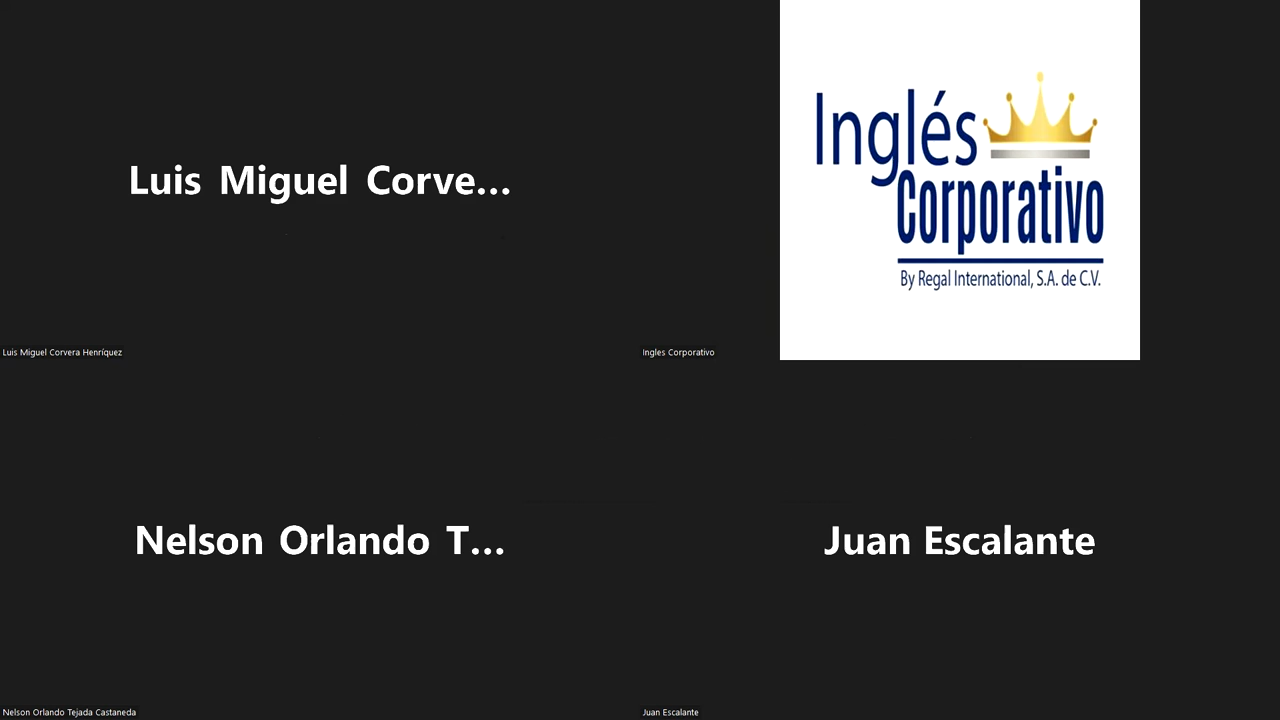 Luis Miguel Corve...
Luis Miguel Corvera Henríquez
Inglés
Corporativo
By Regal International, S.A. de C.V.
Ingles Corporativo
Nelson Orlando T...
Nelson Orlando Tejada Castaneda
Juan Escalante
Juan Escalante